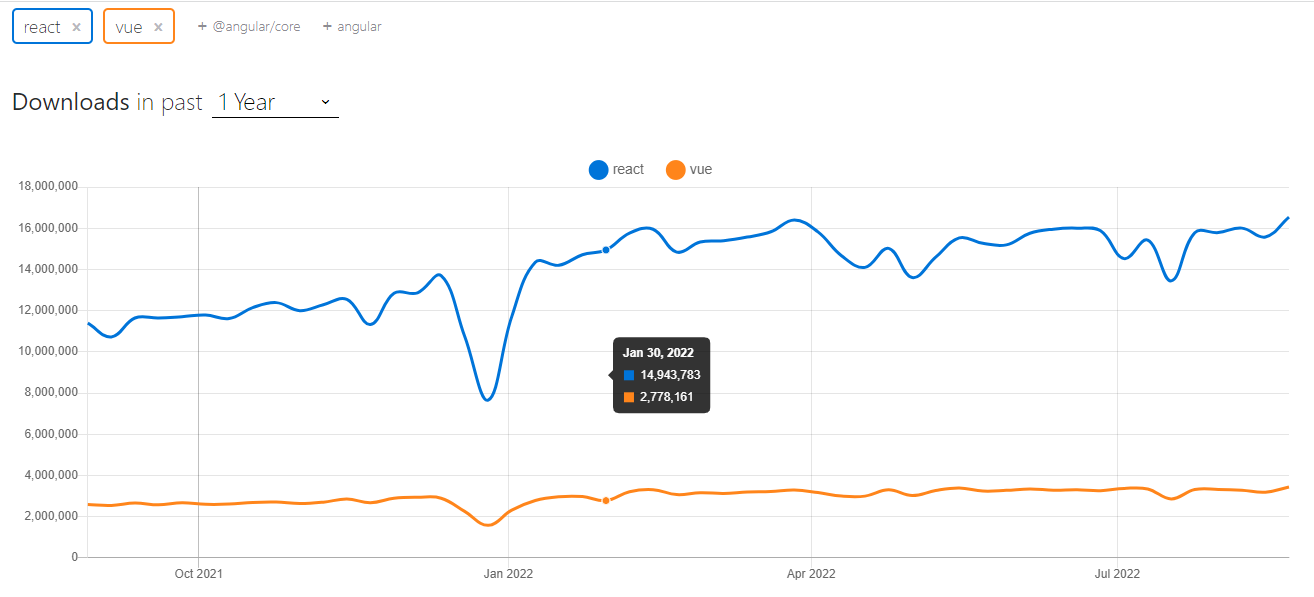 react × vue × + @angular/core + angular
Downloads in past 1 Year
react vue
18,000,000
16,000,000
14,000,000
12,000,000
10,000,000
8,000,000
6,000,000
4,000,000
2,000,000
0
Jan 30, 2022
14,943,783
2,778,161
Oct 2021 Jan 2022 Apr 2022 Jul 2022